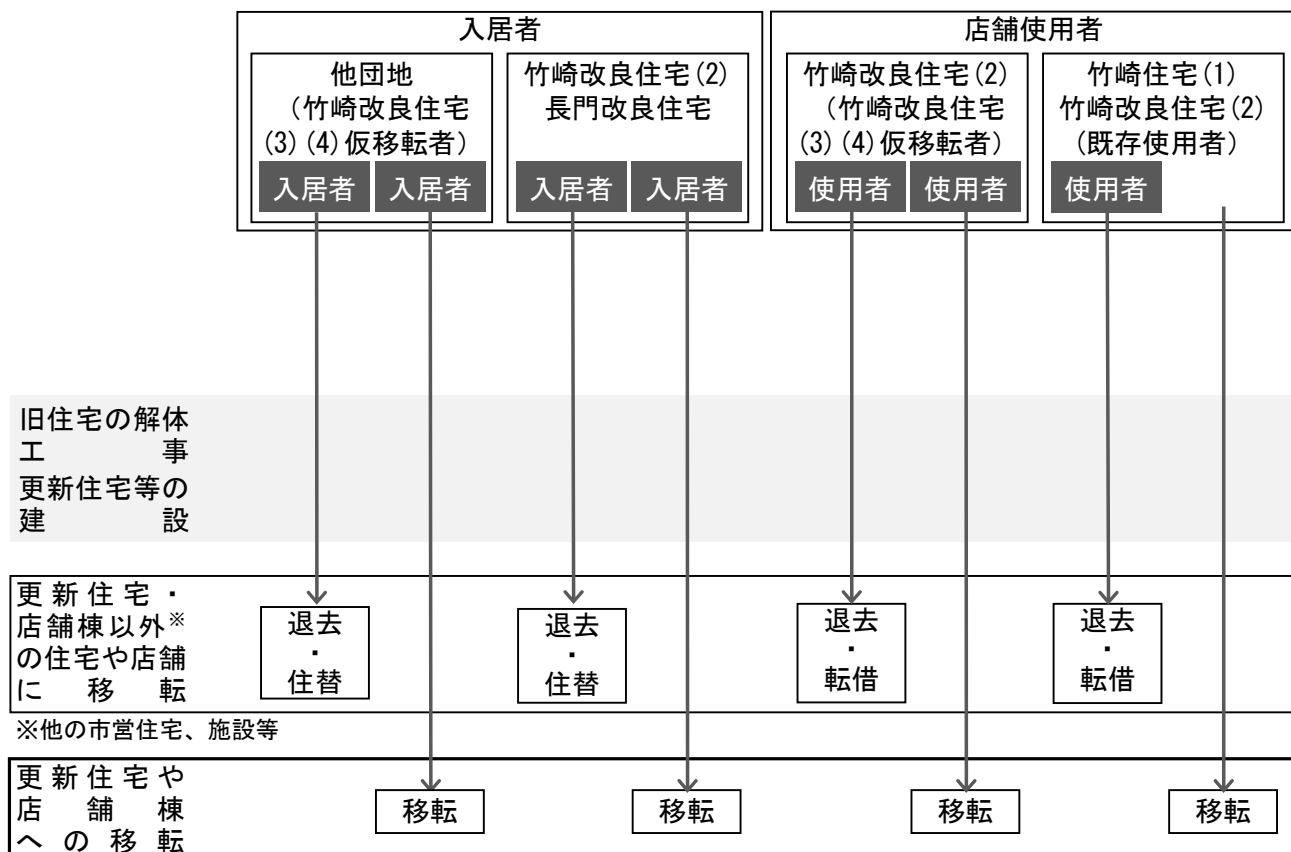 入居者
店舗使用者
他団地
（竹崎改良住宅
(3)(4)仮移転者）
入居者 入居者
竹崎改良住宅(2)
長門改良住宅
入居者 入居者
竹崎改良住宅(2)
（竹崎改良住宅
(3)(4)仮移転者）
使用者 使用者
竹崎住宅(1)
竹崎改良住宅(2)
（既存使用者）
使用者
旧住宅の解体
工事
更新住宅等の
建設
更新住宅・
店舗棟以外※
の住宅や店舗
に移転
退去
・
住替
退去
・
住替
退去
・
転借
退去
・
転借
※他の市営住宅、施設等
更新住宅や
店舗棟
への移転
移転
移転
移転
移転